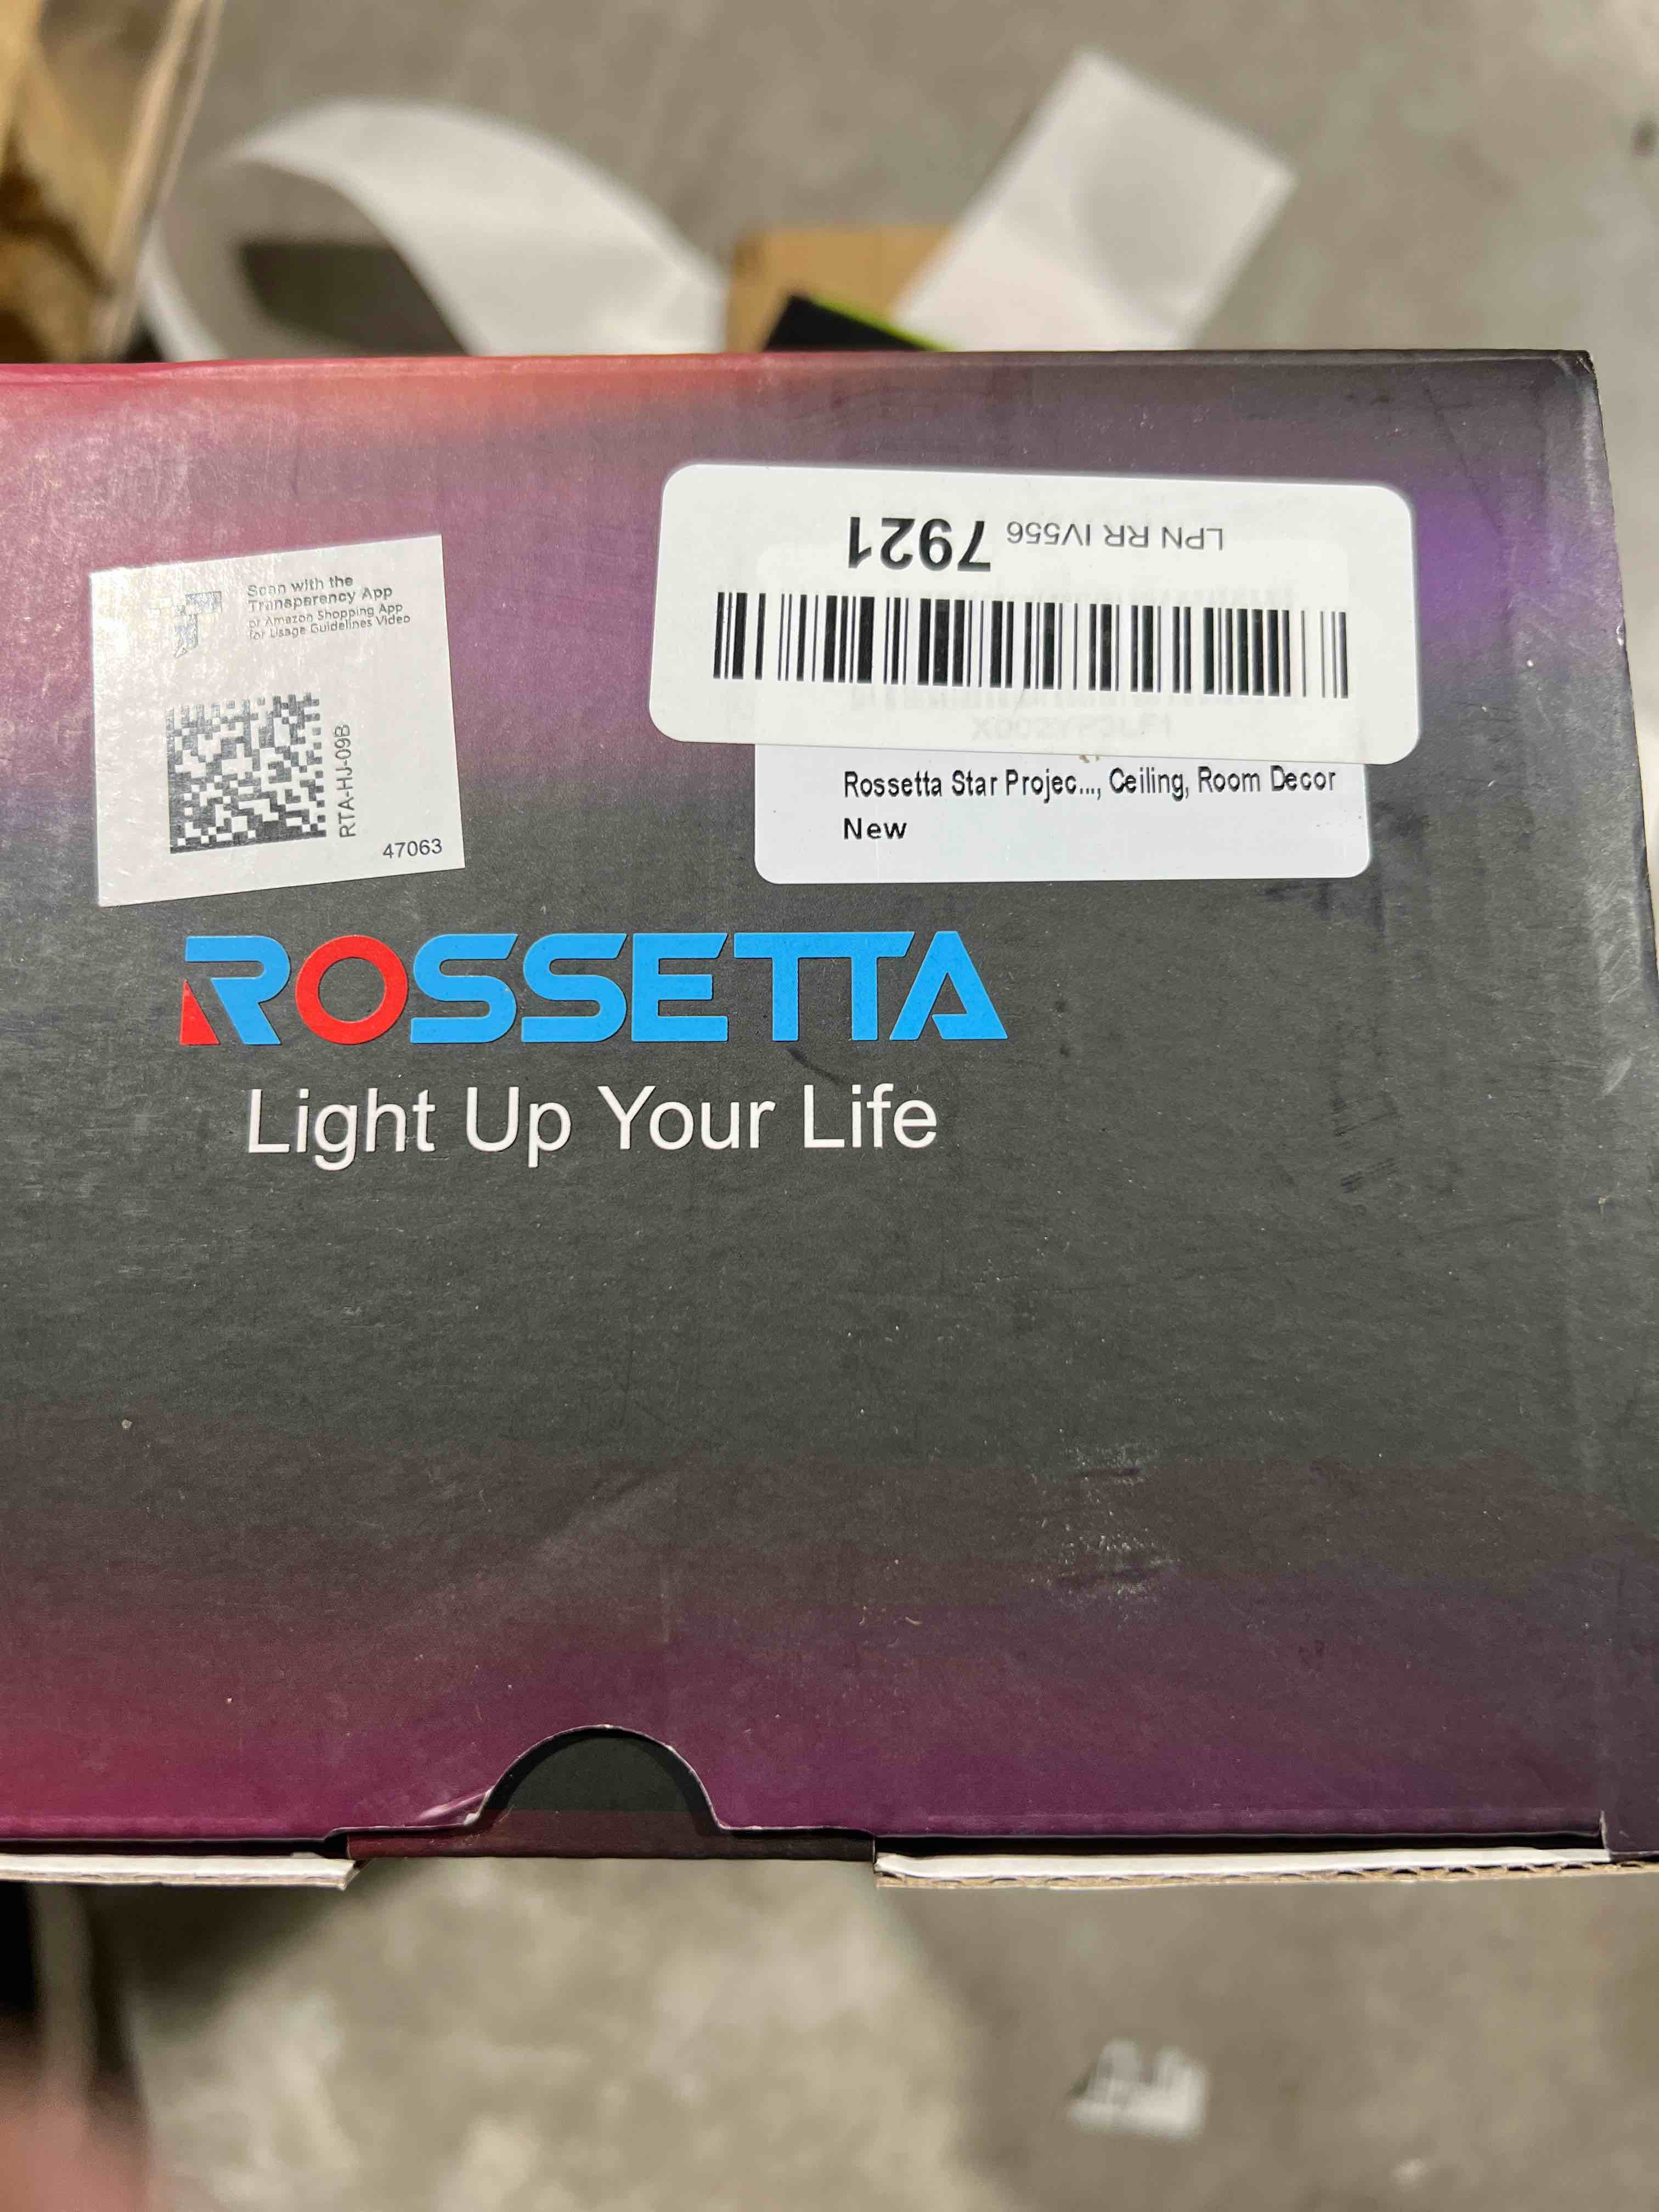 Scan with the
Transparency App
or Amazon Shopping App
for Usage Guidelines Video
RTA-HJ-09B
47063
LPN RR IV556 7921
Rossetta Star Projec..., Ceiling, Room Decor
New
ROSSETTA
Light Up Your Life